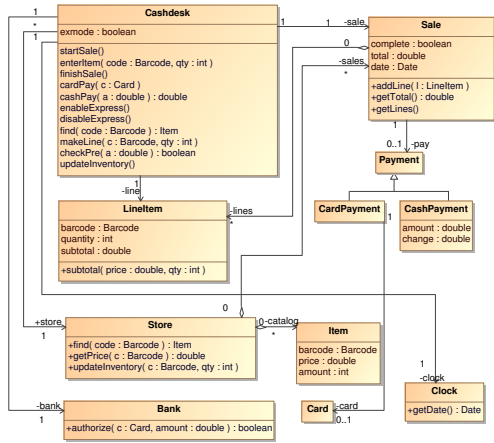 Cashdesk
exmode : boolean
startSale()
enterItem( code : Barcode, qty : int )
finishSale()
cardPay( c : Card )
cashPay( a : double ) : double
enableExpress()
disableExpress()
find( code : Barcode ) : Item
makeLine( c : Barcode, qty : int )
checkPre( a : double ) : boolean
updateInventory()
1
*
1
1
1
-sale
0
-sales
*
Sale
complete : boolean
total : double
date : Date
+addLine( l : LineItem )
+getTotal() : double
+getLines()
1
0..1
-pay
Payment
CardPayment
1
CashPayment
amount : double
change : double
1
-line
LineItem
barcode : Barcode
quantity : int
subtotal : double
+subtotal( price : double, qty : int )
-lines
*
0
+store
1
Store
+find( code : Barcode ) : Item
+getPrice( c : Barcode ) : double
+updateInventory( c : Barcode, qty : int )
0
-catalog
*
Item
barcode : Barcode
price : double
amount : int
1
-clock
Clock
+getDate() : Date
-bank
1
Bank
+authorize( c : Card, amount : double ) : boolean
Card
-card
0..1